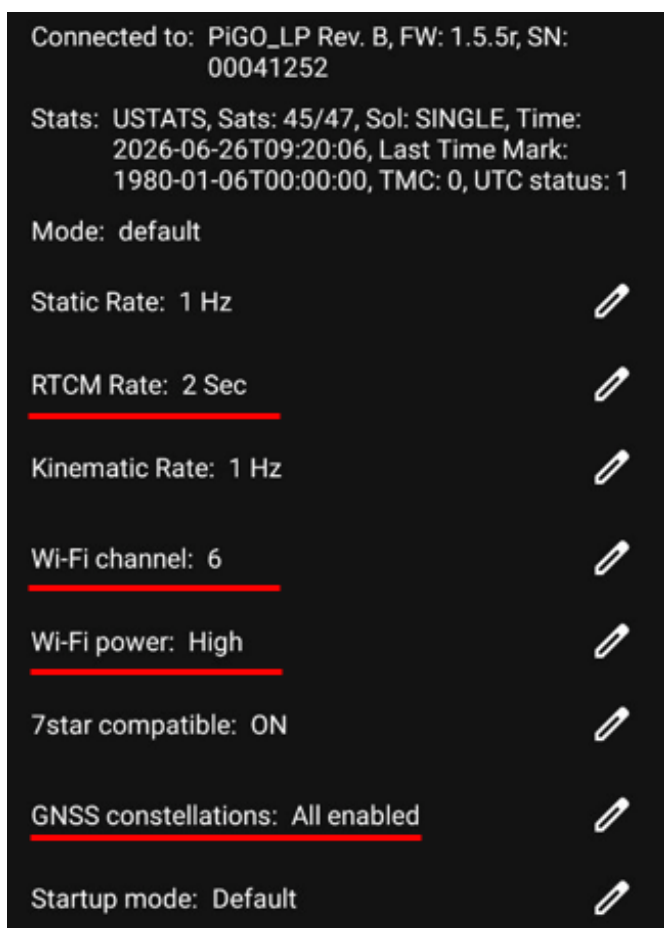 Connected to: PiGO_LP Rev. B, FW: 1.5.5r, SN:
00041252
Stats: USTATS, Sats: 45/47, Sol: SINGLE, Time:
2026-06-26T09:20:06, Last Time Mark:
1980-01-06T00:00:00, TMC: 0, UTC status: 1
Mode: default
Static Rate: 1 Hz
RTCM Rate: 2 Sec
Kinematic Rate: 1 Hz
Wi-Fi channel: 6
Wi-Fi power: High
7star compatible: ON
GNSS constellations: All enabled
Startup mode: Default